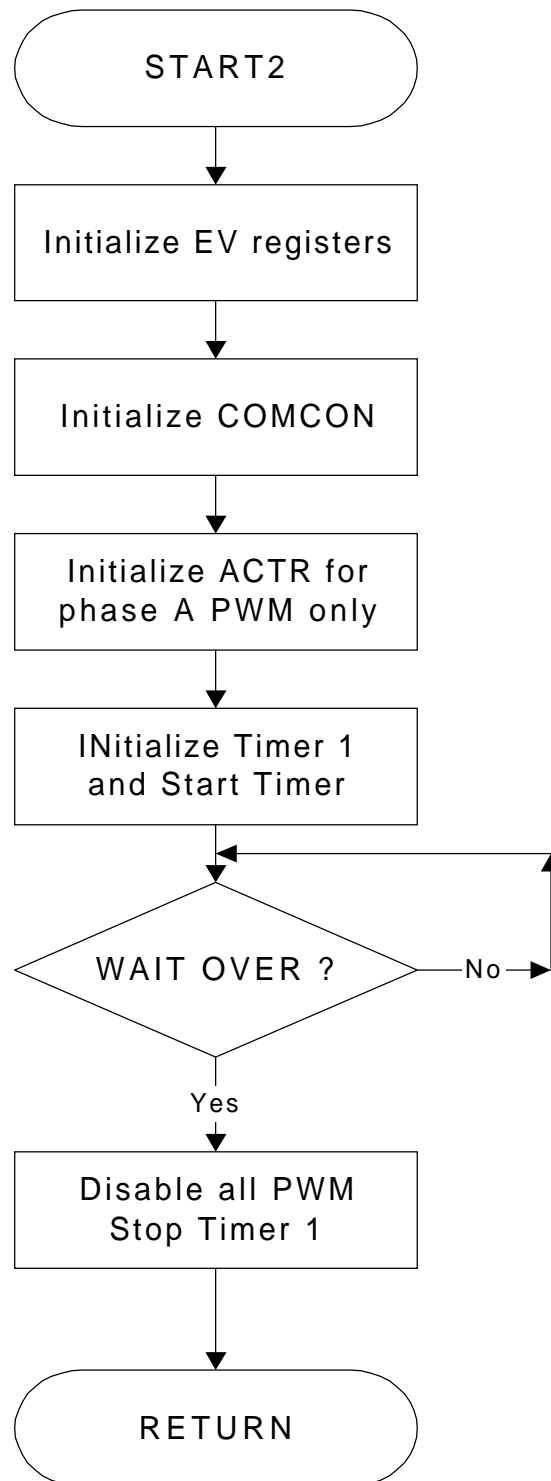 START2
Initialize EV registers
Initialize COMCON
Initialize ACTR for
phase A PWM only
INitialize Timer 1
and Start Timer
WAIT OVER ?
No
Yes
Disable all PWM
Stop Timer 1
RETURN